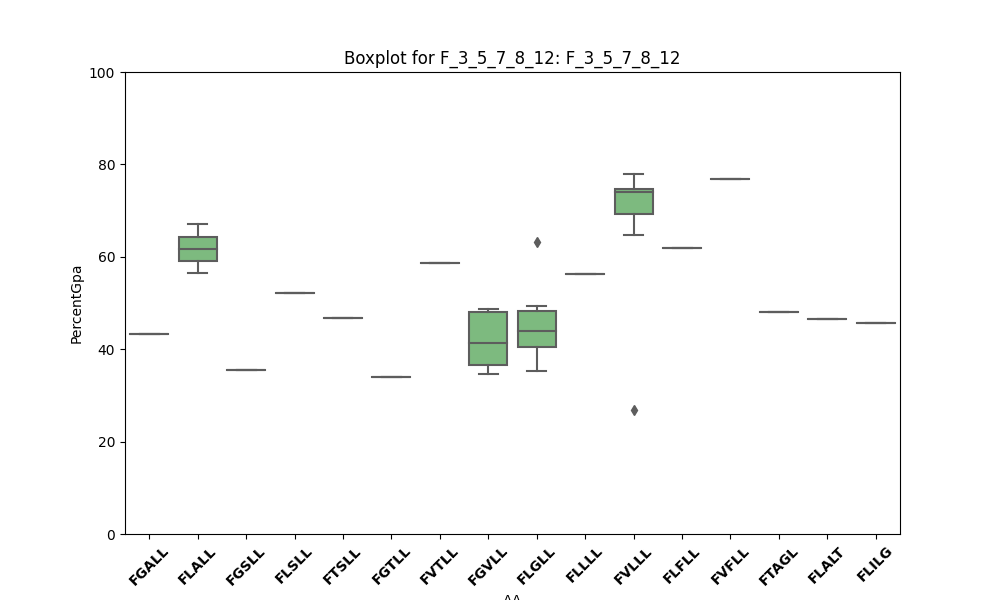 Boxplot for F_3_5_7_8_12: F_3_5_7_8_12
PercentGpa
100
80
60
40
20
0
FGALL FLALL FGSLL FLSLL FTSLL FGTLL FVTLL FGVLL FLGLL FLLLL FVLLL FLFLL FVFLL FTAGL FLALT FLILG
AA